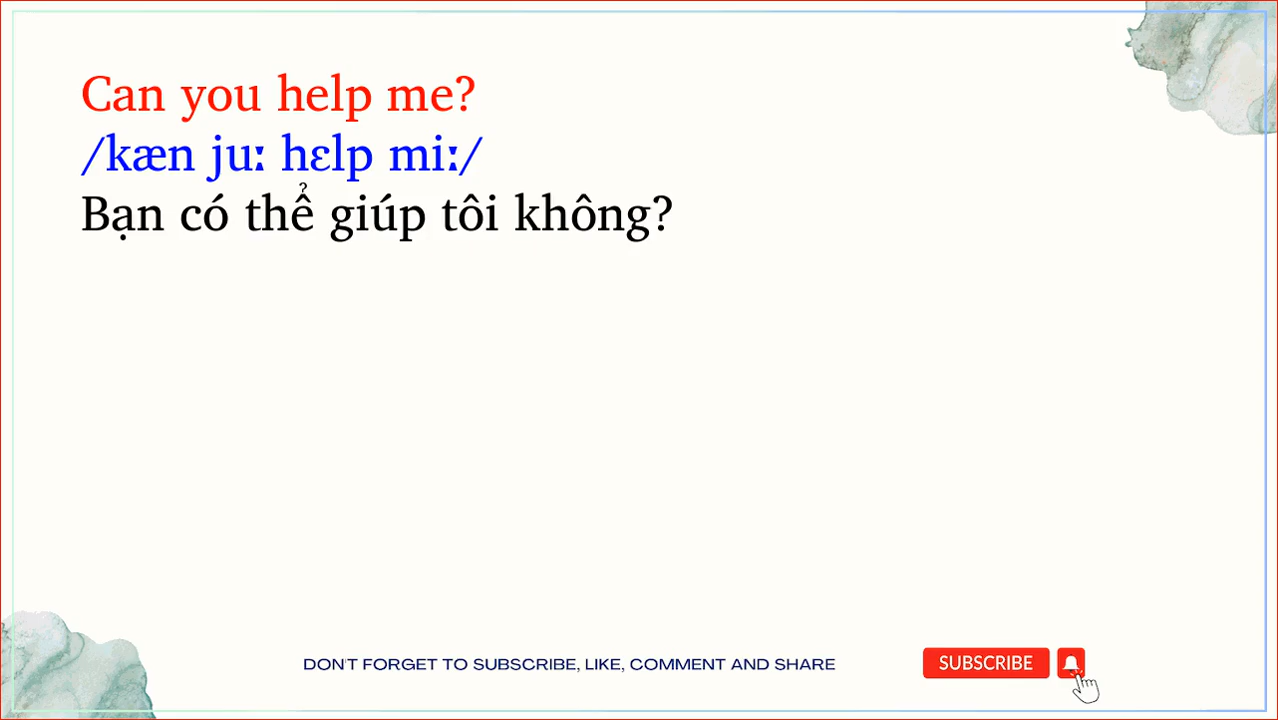 Can you help me?
/kæn juː hɛlp miː/
Bạn có thể giúp tôi không?
DON'T FORGET TO SUBSCRIBE, LIKE, COMMENT AND SHARE
SUBSCRIBE